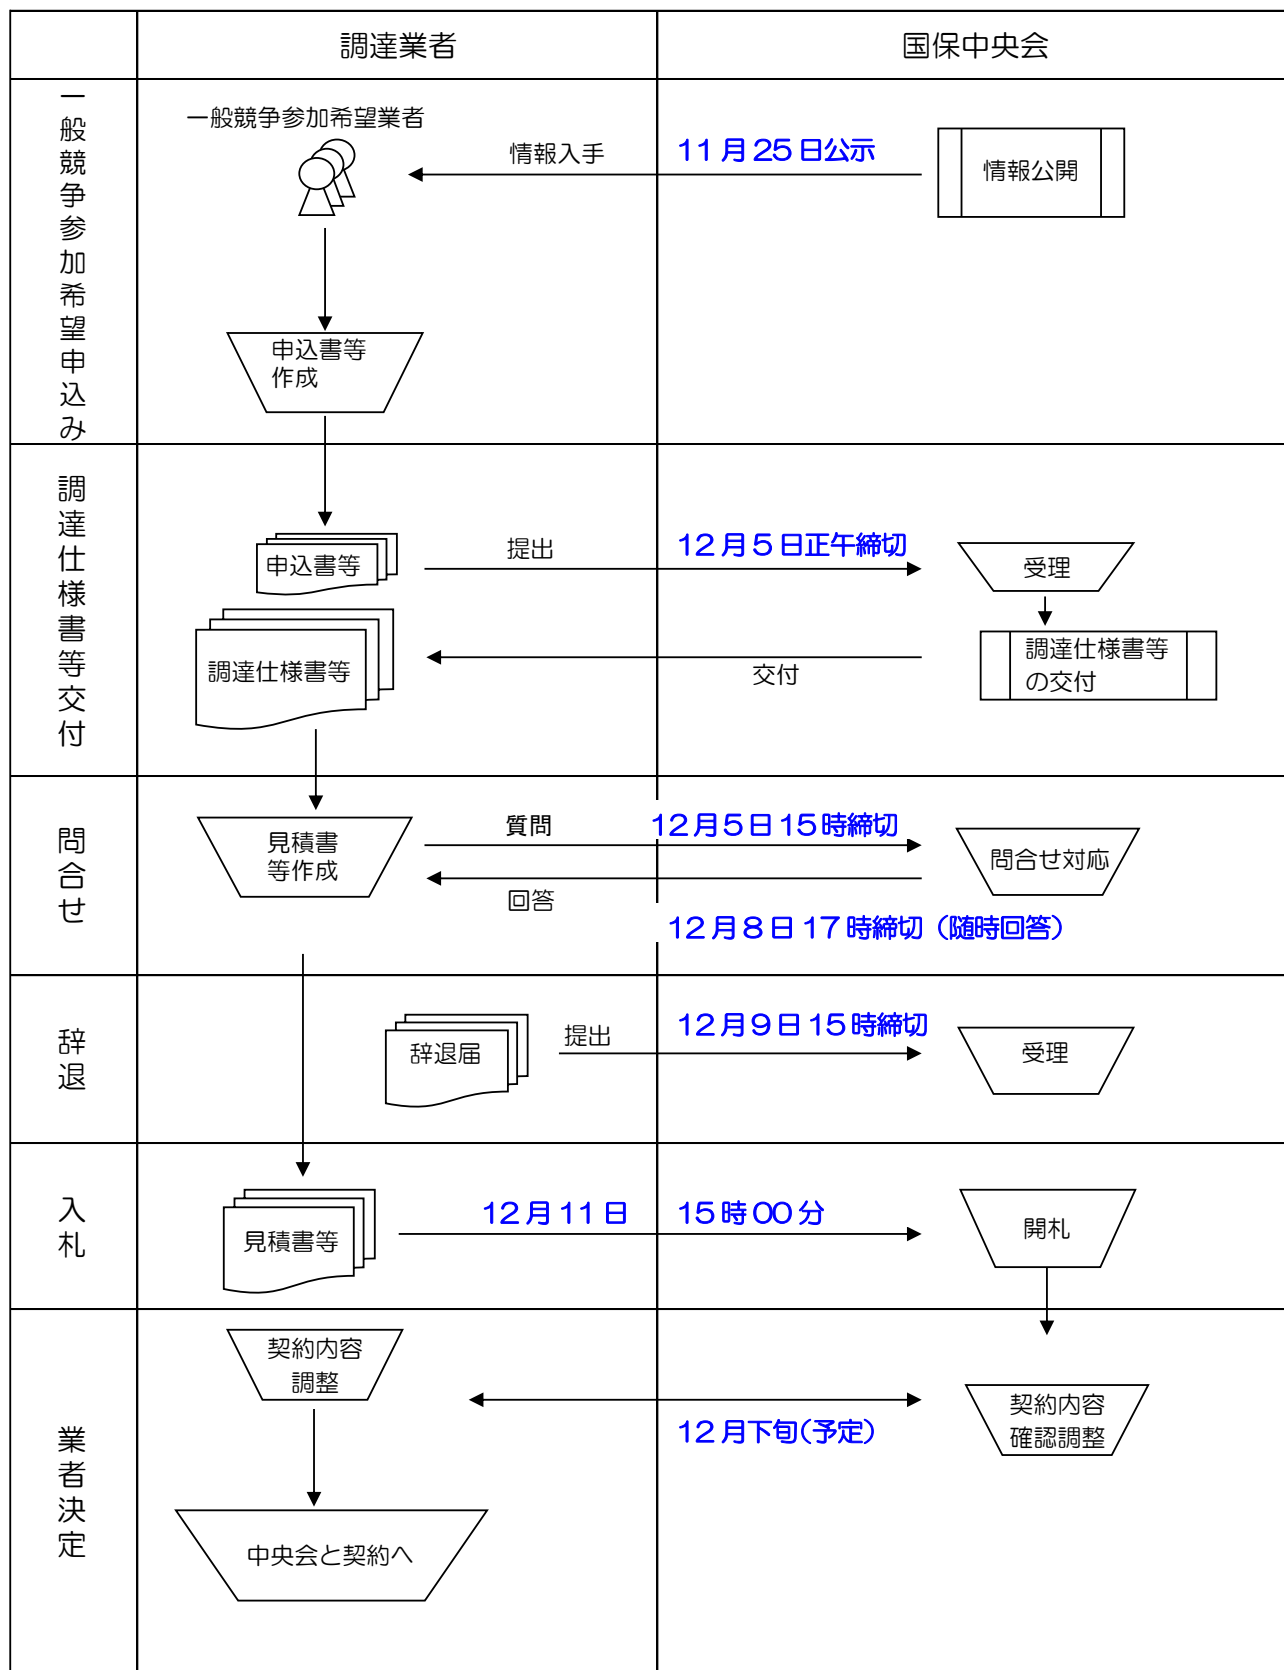 調達業者
国保中央会
一般競争参加希望申込み
一般競争参加希望業者
情報入手
11月25日公示
情報公開
申込書等
作成
調達仕様書等交付
申込書等
提出
12月5日正午締切
受理
調達仕様書等
交付
調達仕様書等
の交付
問合せ
見積書
等作成
質問
12月5日15時締切
問合せ対応
回答
12月8日17時締切（随時回答）
辞退
辞退届
提出
12月9日15時締切
受理
入札
見積書等
12月11日
15時00分
開札
業者決定
契約内容
調整
12月下旬(予定)
契約内容
確認調整
中央会と契約へ